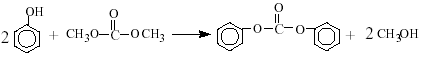 OH
O
O
2
+ CH₃O–C–OCH₃
O–C–O
+ 2 CH₃OH